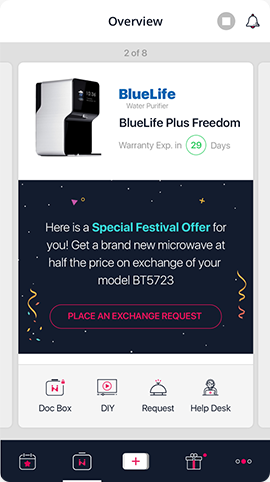 Overview
2 of 8
BlueLife
Water Purifier
BlueLife Plus Freedom
Warranty Exp. in 29 Days
Here is a Special Festival Offer for
you! Get a brand new microwave at
half the price on exchange of your
model BT5723
PLACE AN EXCHANGE REQUEST
Doc Box DIY Request Help Desk